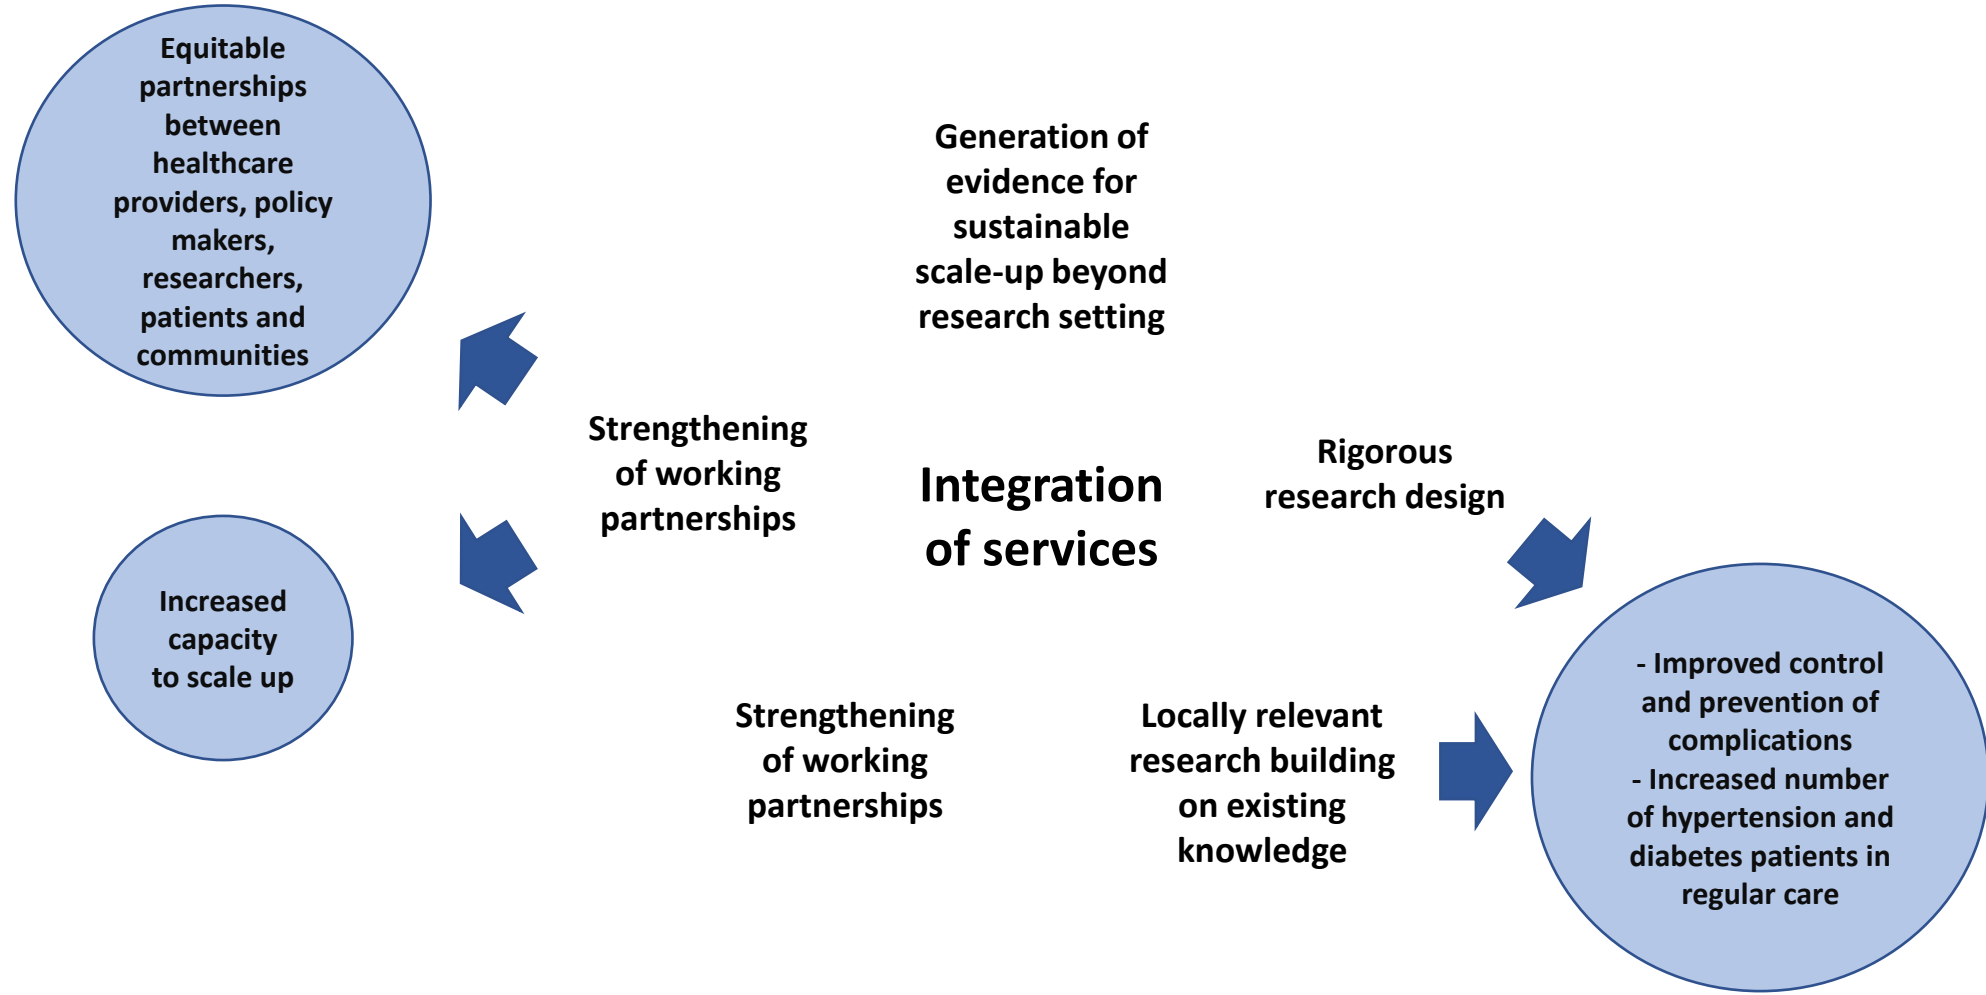 Equitable
partnerships
between
healthcare
providers, policy
makers,
researchers,
patients and
communities
Generation of
evidence for
sustainable
scale-up beyond
research setting
Strengthening
of working
partnerships
Integration
of services
Rigorous
research design
Increased
capacity
to scale up
Strengthening
of working
partnerships
Locally relevant
research building
on existing
knowledge
- Improved control
and prevention of
complications
- Increased number
of hypertension and
diabetes patients in
regular care